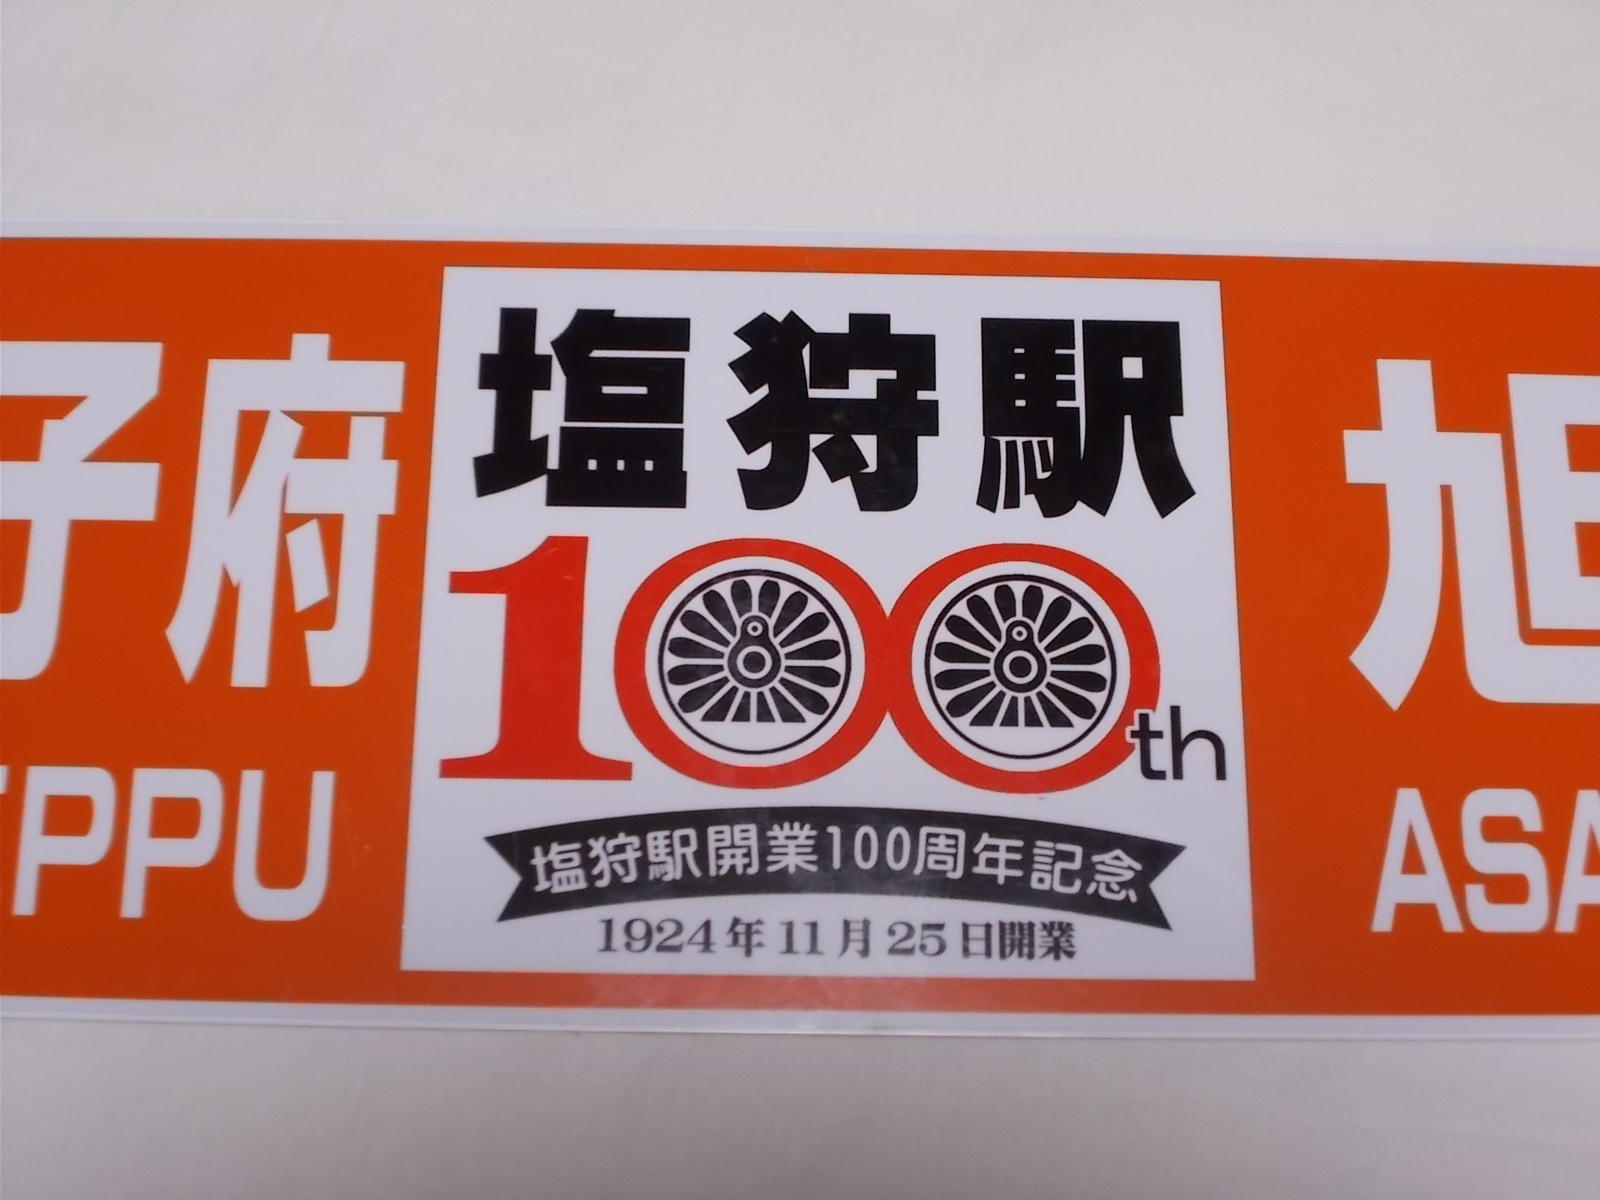 子府
EPPU
塩狩駅
100th
塩狩駅開業100周年記念
1924年11月25日開業
旭
ASA